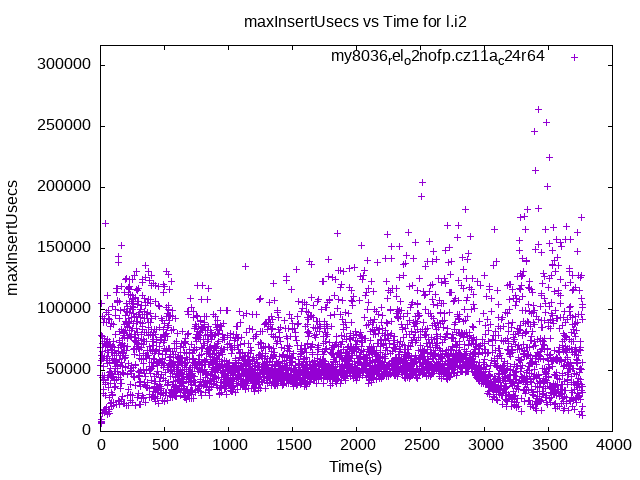 maxInsertUsecs vs Time for l.i2
my8036relo2nofp.cz11ac24r64
300000
250000
200000
150000
100000
50000
0
maxInsertUsecs
0 500 1000 1500 2000 2500 3000 3500 4000
Time(s)